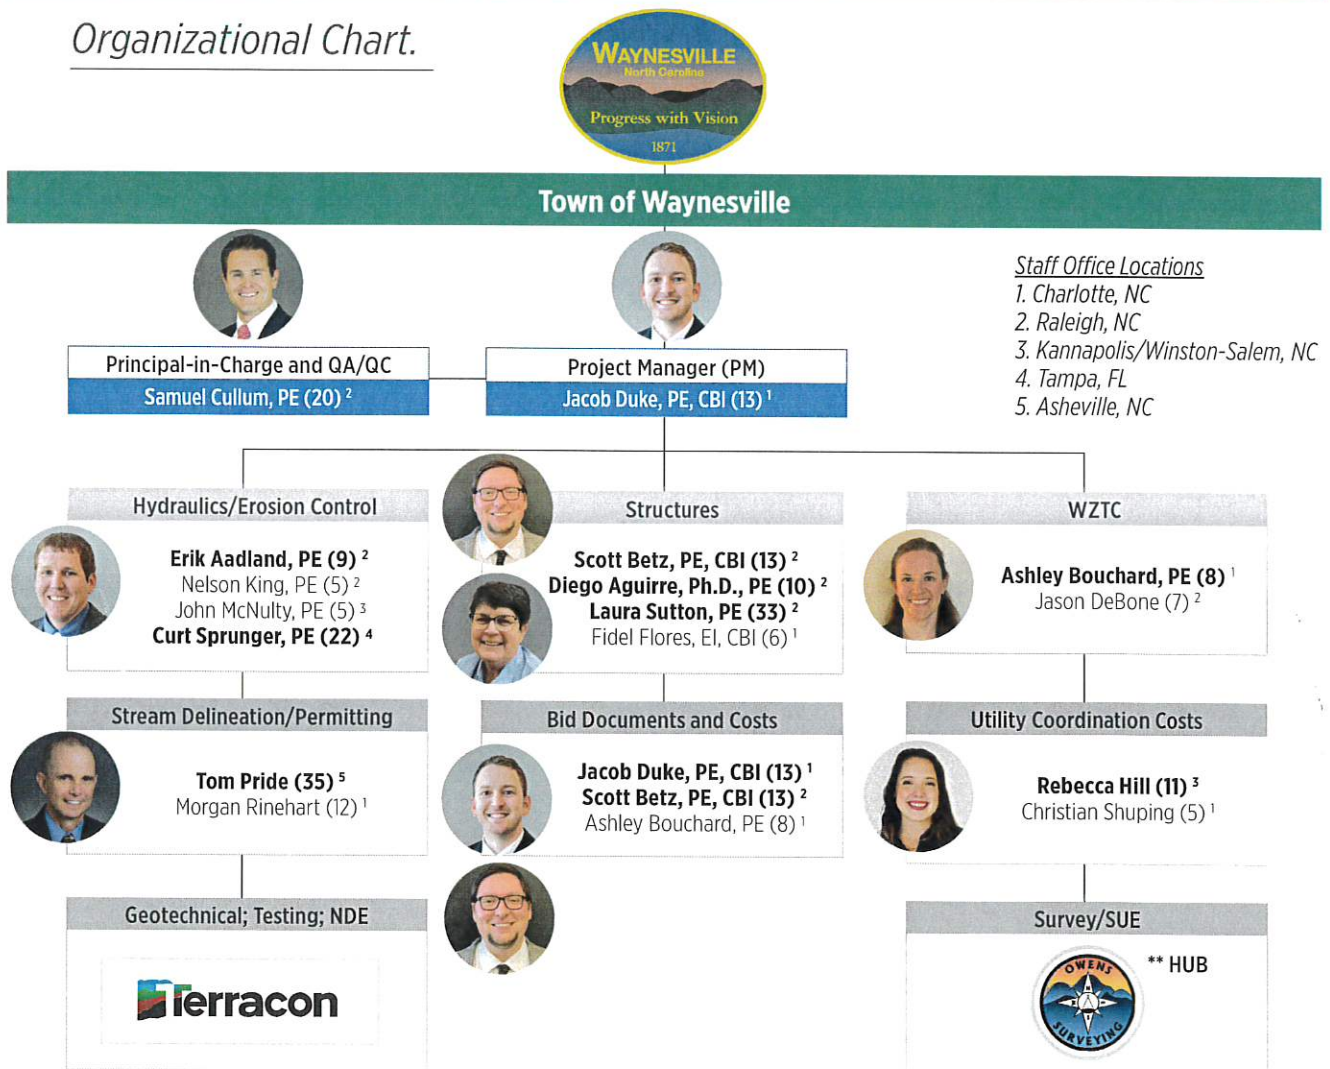 Organizational Chart.
WAYNESVILLE
North Carolina
Progress with Vision
1871
Town of Waynesville
Staff Office Locations
1. Charlotte, NC
2. Raleigh, NC
3. Kannapolis/Winston-Salem, NC
4. Tampa, FL
5. Asheville, NC
Principal-in-Charge and QA/QC
Samuel Cullum, PE (20) ²
Project Manager (PM)
Jacob Duke, PE, CBI (13) ¹
Hydraulics/Erosion Control
Erik Aadland, PE (9) ²
Nelson King, PE (5) ²
John McNulty, PE (5) ³
Curt Sprunger, PE (22) ⁴
Structures
Scott Betz, PE, CBI (13) ²
Diego Aguirre, Ph.D., PE (10) ²
Laura Sutton, PE (33) ²
Fidel Flores, EI, CBI (6) ¹
WZTC
Ashley Bouchard, PE (8) ¹
Jason DeBone (7) ²
Stream Delineation/Permitting
Tom Pride (35) ⁵
Morgan Rinehart (12) ¹
Bid Documents and Costs
Jacob Duke, PE, CBI (13) ¹
Scott Betz, PE, CBI (13) ²
Ashley Bouchard, PE (8) ¹
Utility Coordination Costs
Rebecca Hill (11) ³
Christian Shuping (5) ¹
Geotechnical; Testing; NDE
Terracon
Survey/SUE
OWENS
SURVEYING
** HUB